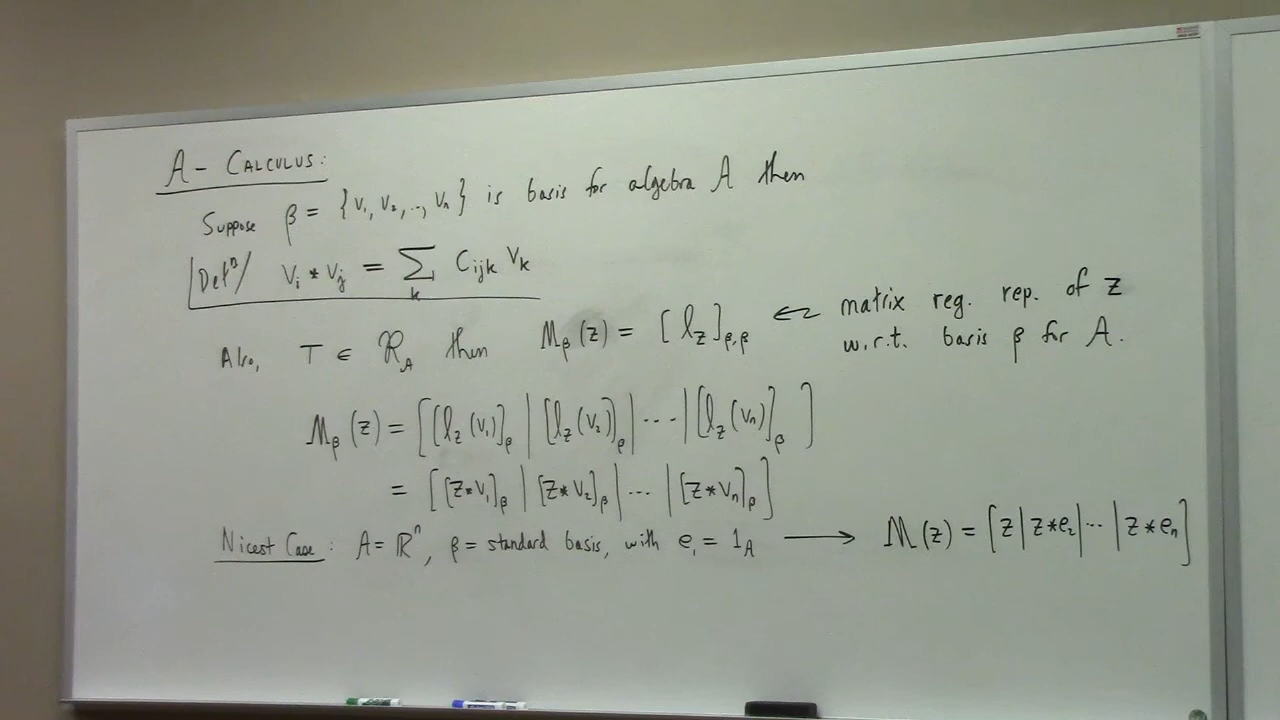 A - CALCULUS:
Suppose β = {v₁, v₂, .., vₙ} is basis for algebra A then
Defⁿ/ vᵢ * vⱼ = ∑ₖ Cᵢⱼₖ vₖ
Also, T ∈ ℛ_A then M_β(z) = [l_z]_β,β ⟵ matrix reg. rep. of z
w.r.t. basis β for A.
M_β(z) = [[l_z(v₁)]_β | [l_z(v₂)]_β | ... | [l_z(vₙ)]_β]
= [[z*v₁]_β | [z*v₂]_β | ... | [z*vₙ]_β]
Nicest Case: A = ℝⁿ, β = standard basis, with e₁ = 1_A ⟶ M(z) = [z | z*e₂ | ... | z*eₙ]